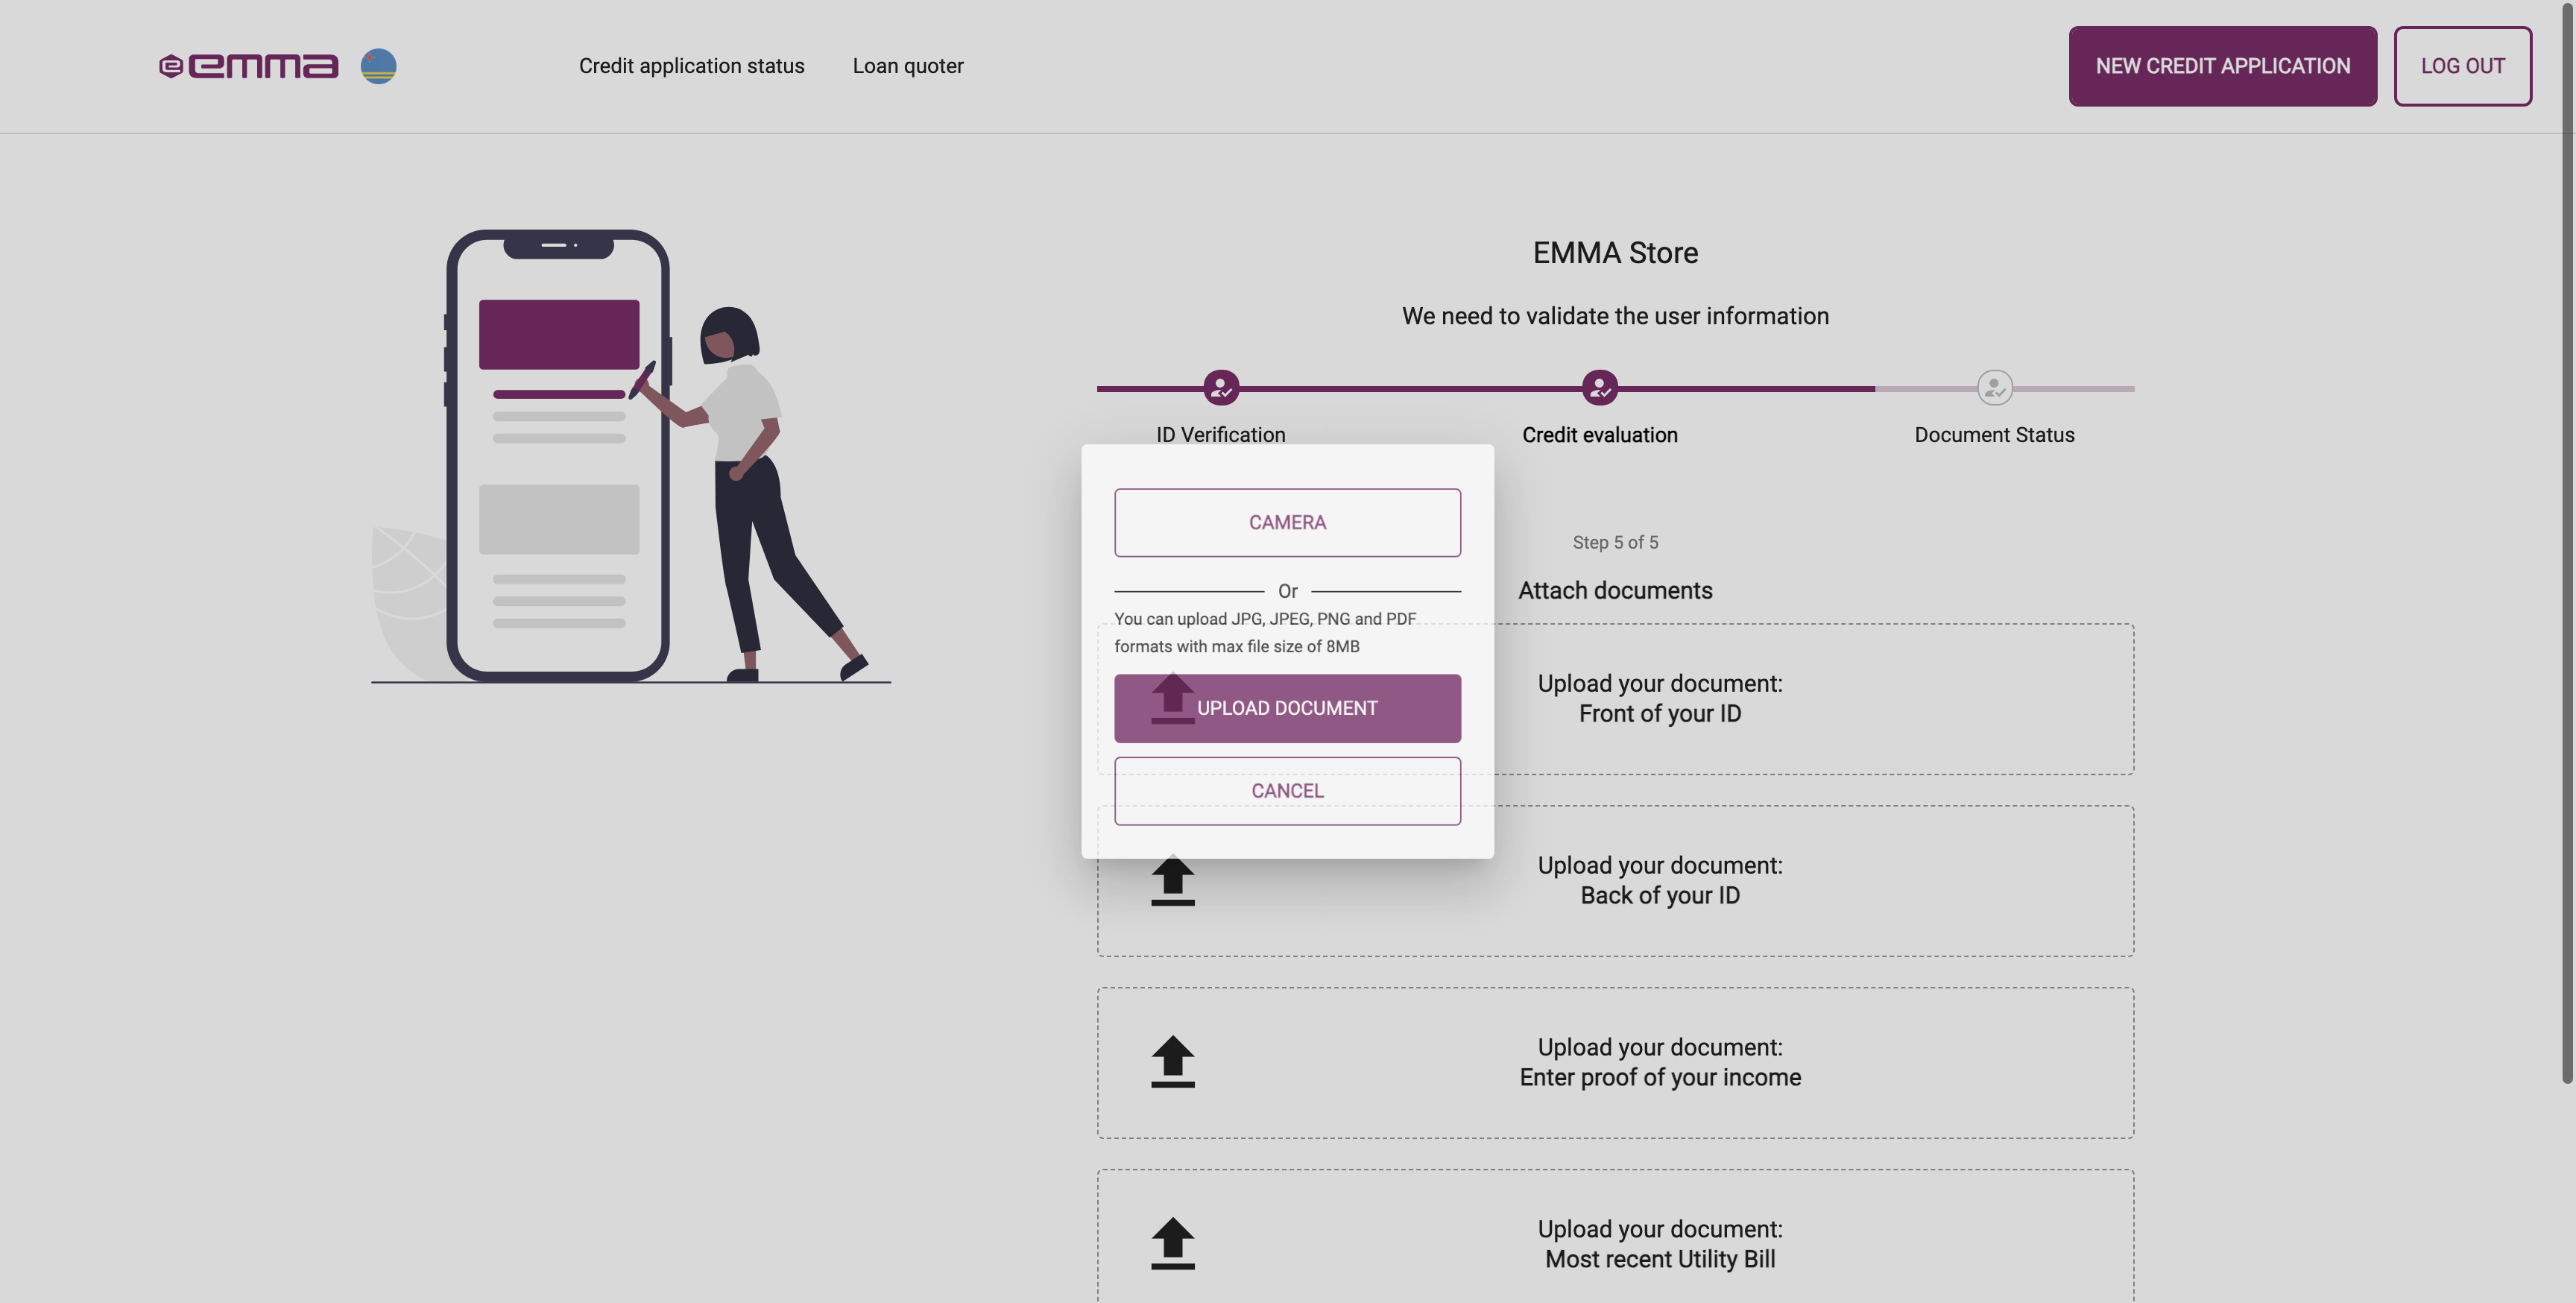 emma
Credit application status
Loan quoter
NEW CREDIT APPLICATION
LOG OUT
EMMA Store
We need to validate the user information
ID Verification
Credit evaluation
Document Status
CAMERA
Or
You can upload JPG, JPEG, PNG and PDF
formats with max file size of 8MB
UPLOAD DOCUMENT
CANCEL
Step 5 of 5
Attach documents
Upload your document:
Front of your ID
Upload your document:
Back of your ID
Upload your document:
Enter proof of your income
Upload your document:
Most recent Utility Bill